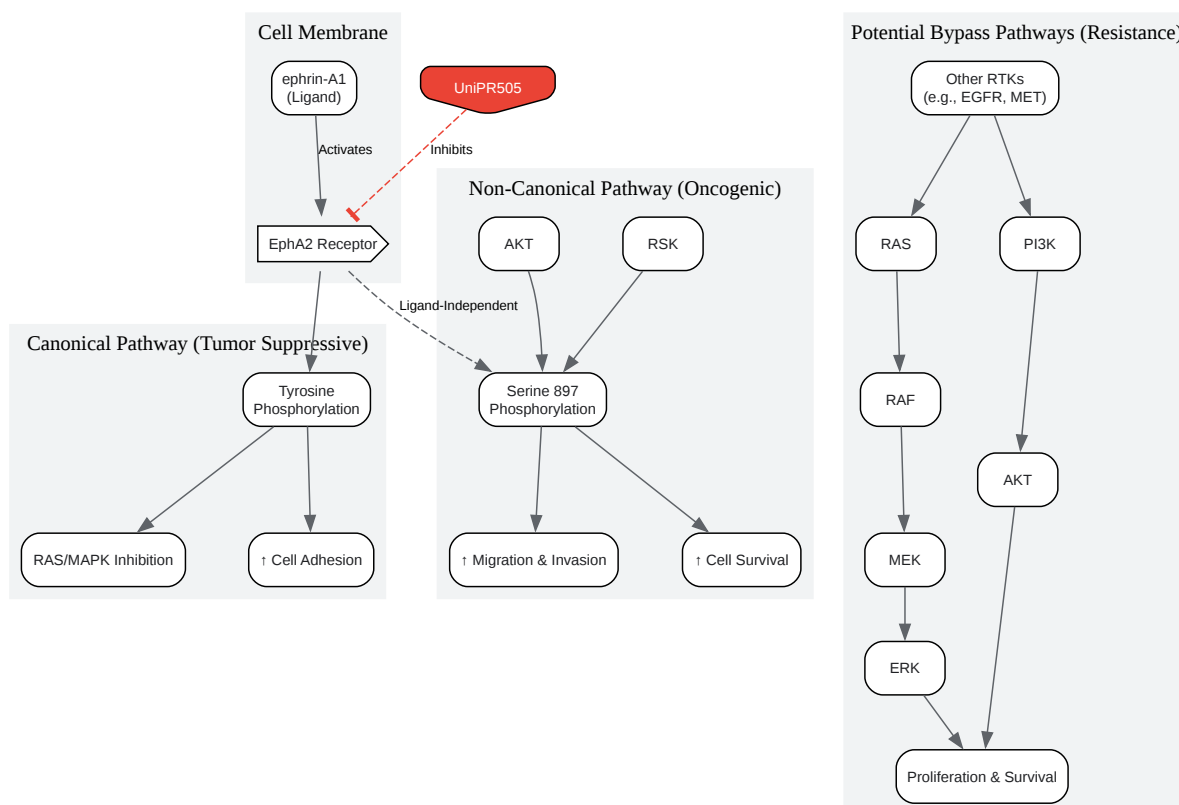 Cell Membrane
ephrin-A1
(Ligand)
UniPR505
Activates
Inhibits
EphA2 Receptor
Ligand-Independent
Canonical Pathway (Tumor Suppressive)
Tyrosine
Phosphorylation
RAS/MAPK Inhibition
↑ Cell Adhesion
Non-Canonical Pathway (Oncogenic)
AKT
RSK
Serine 897
Phosphorylation
↑ Migration & Invasion
↑ Cell Survival
Potential Bypass Pathways (Resistance)
Other RTKs
(e.g., EGFR, MET)
RAS
PI3K
RAF
AKT
MEK
ERK
Proliferation & Survival